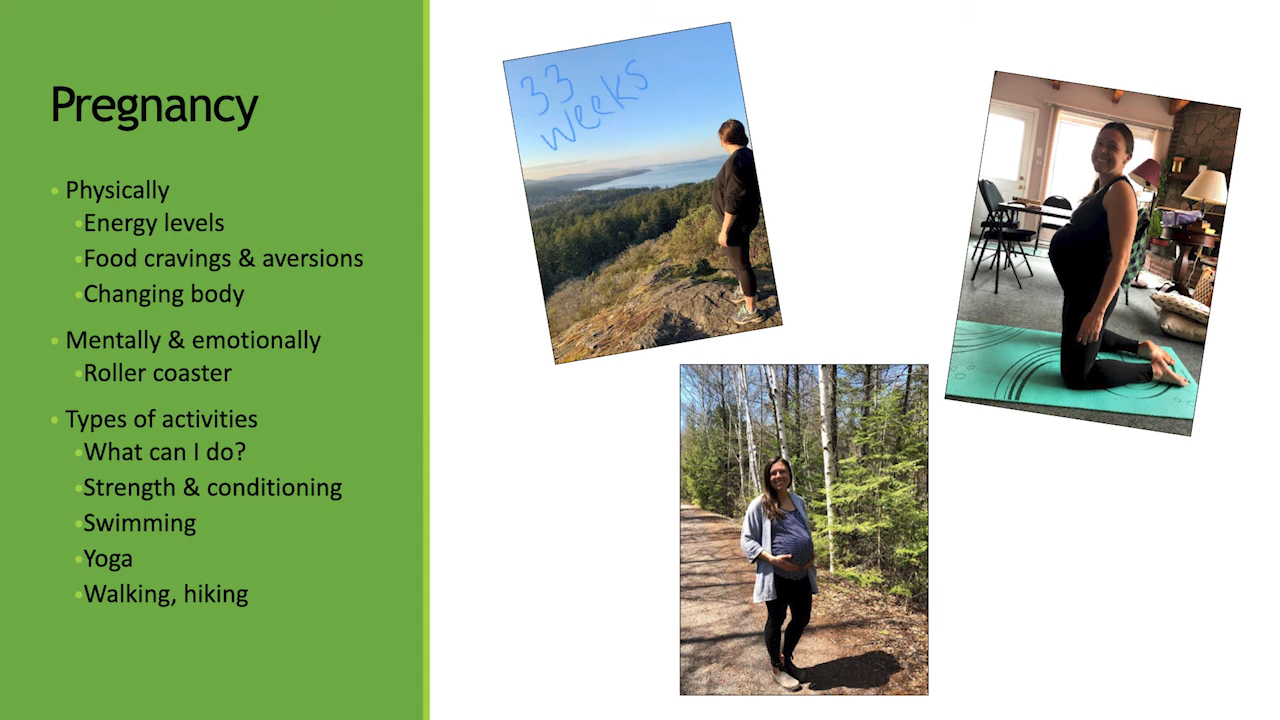 Pregnancy
• Physically
•Energy levels
•Food cravings & aversions
•Changing body
• Mentally & emotionally
•Roller coaster
• Types of activities
•What can I do?
•Strength & conditioning
•Swimming
•Yoga
•Walking, hiking
33
weeks